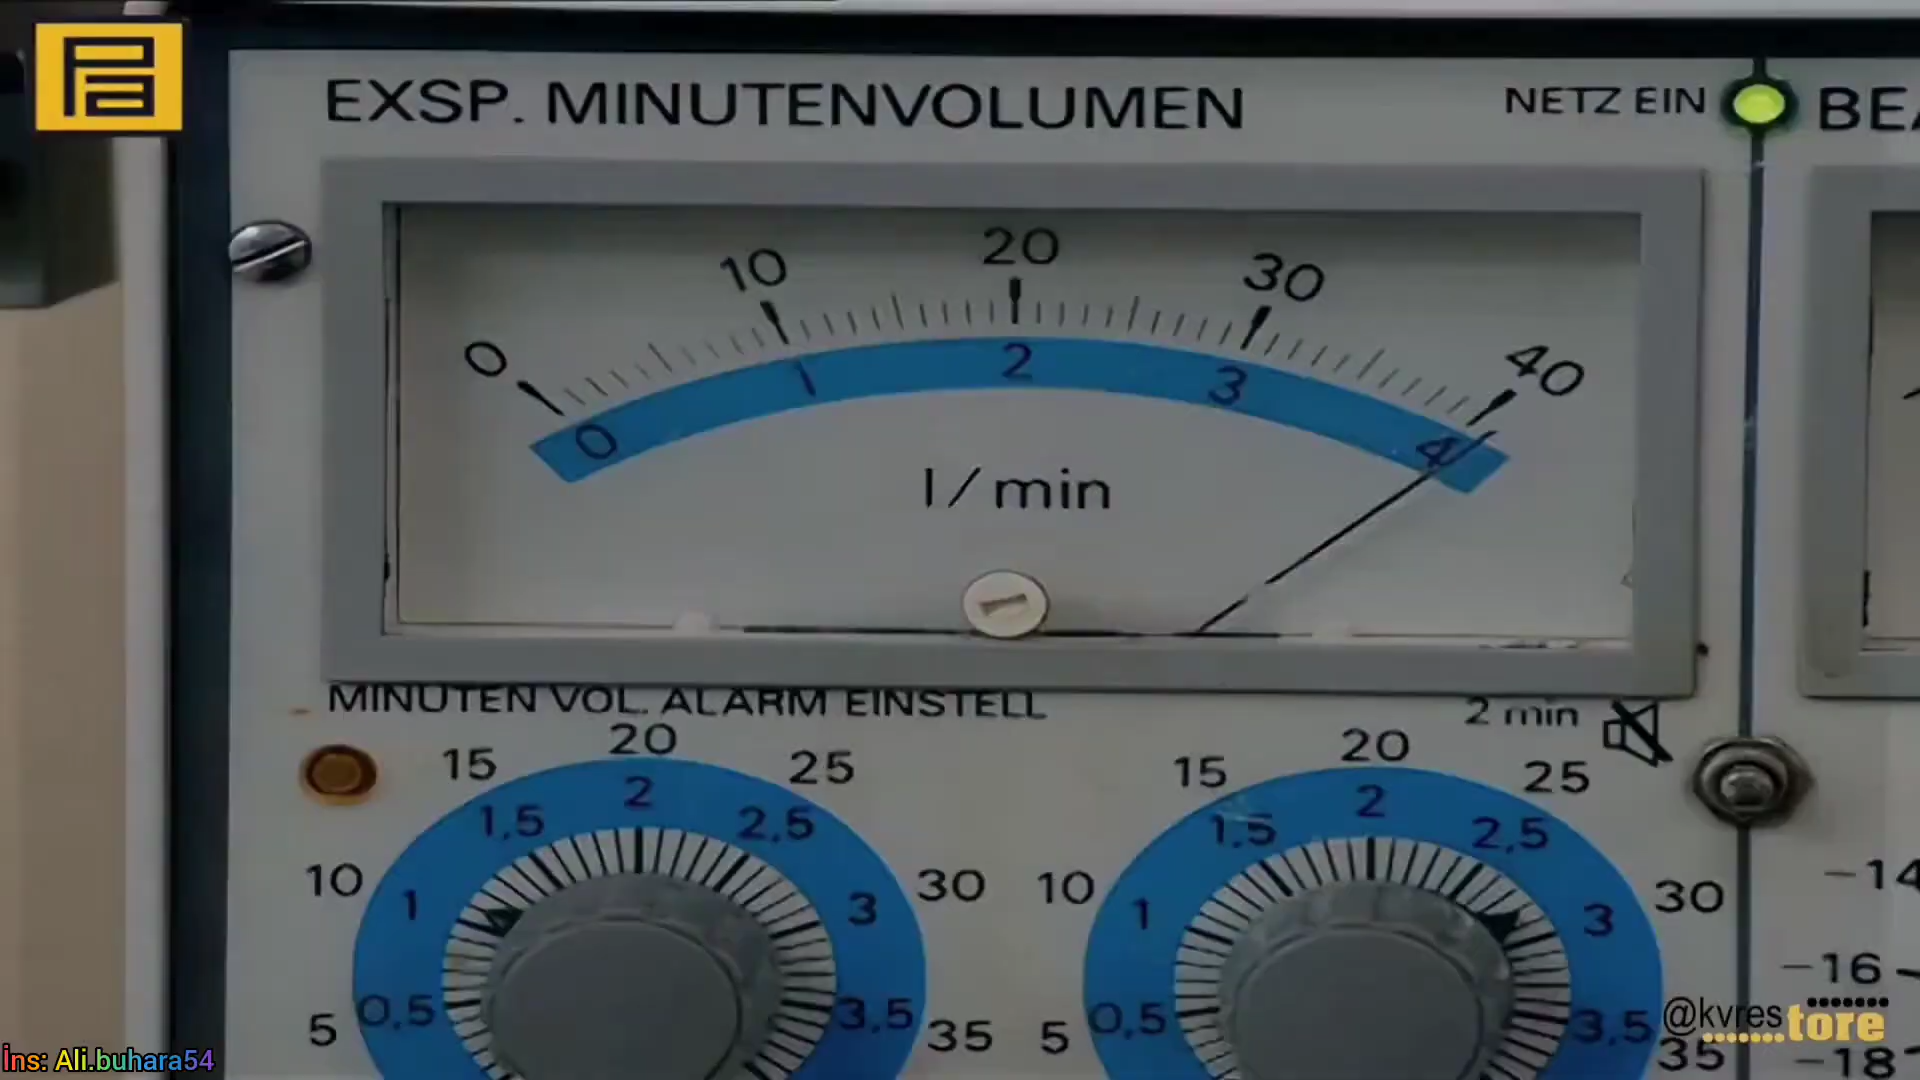 EXSP. MINUTENVOLUMEN
NETZ EIN
0 10 20 30 40
0 1 2 3 4
l/min
MINUTEN VOL. ALARM EINSTELL
2 min
5 10 15 20 25 30 35
0,5 1 1,5 2 2,5 3 3,5
5 10 15 20 25 30 35
0,5 1 1,5 2 2,5 3 3,5
-14
-16
-18
@kvrestore
İns: Ali.buhara54